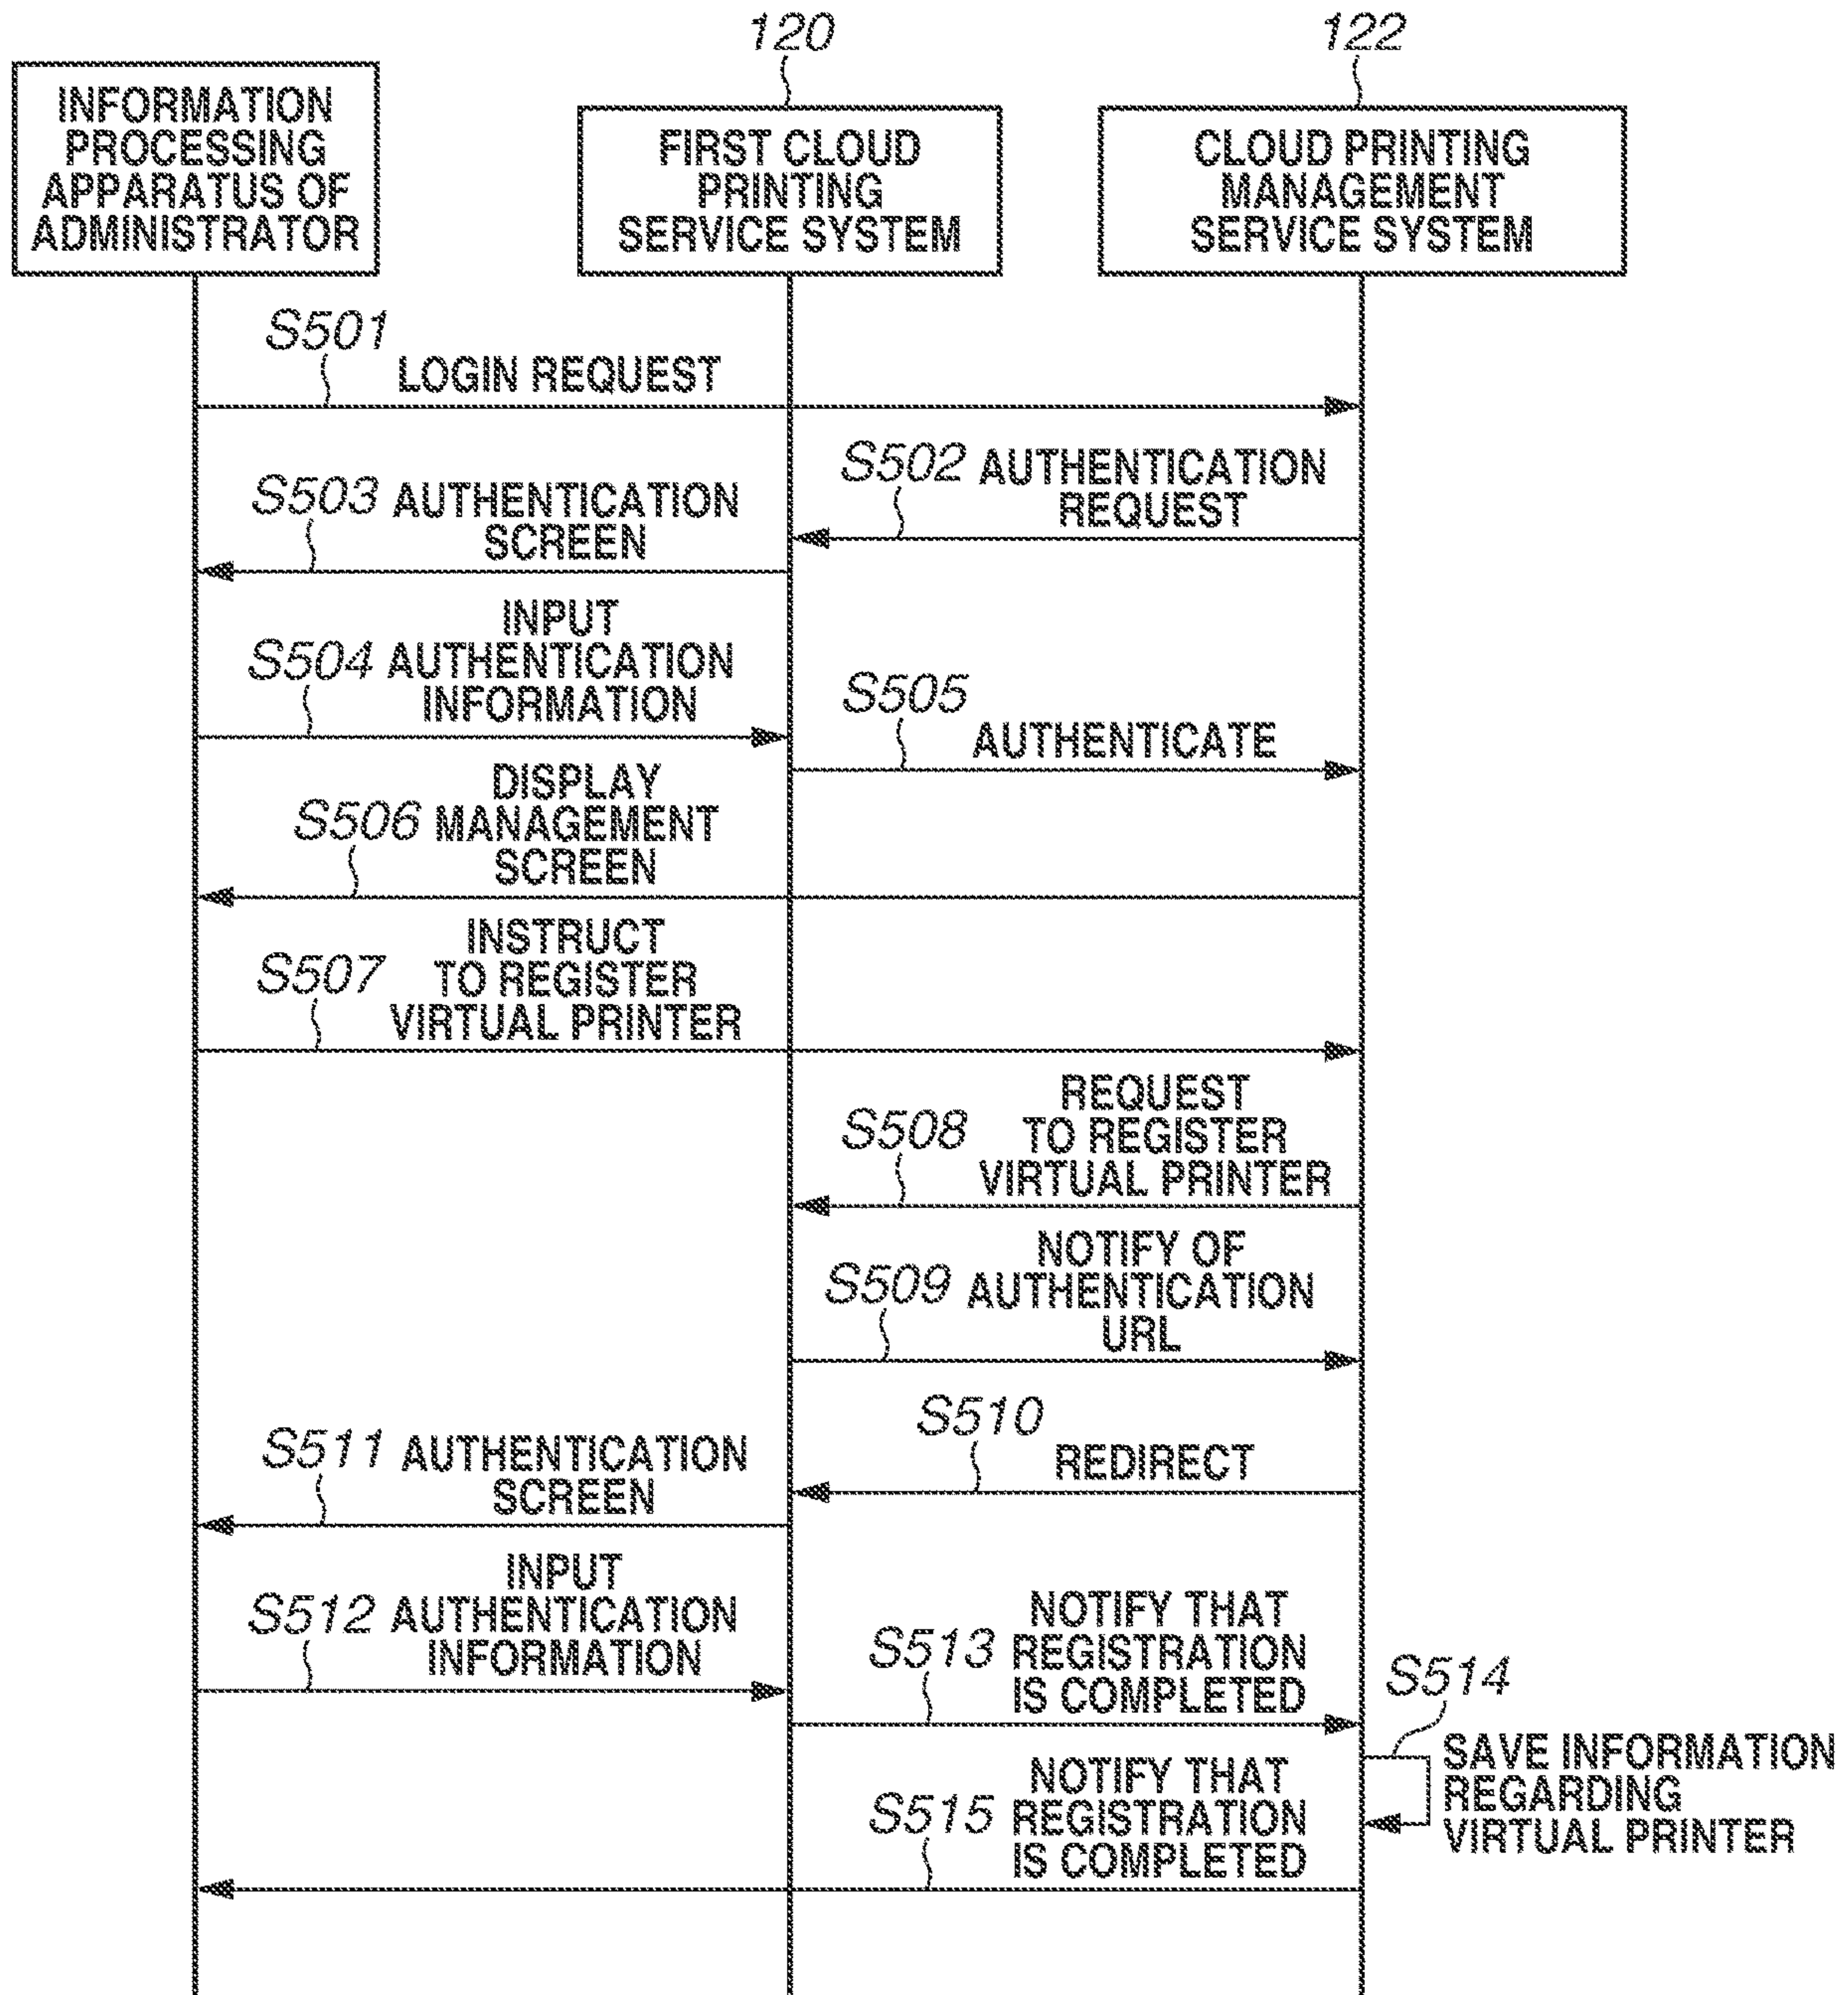 120
122
INFORMATION
PROCESSING
APPARATUS OF
ADMINISTRATOR
FIRST CLOUD
PRINTING
SERVICE SYSTEM
CLOUD PRINTING
MANAGEMENT
SERVICE SYSTEM
S501
LOGIN REQUEST
S502
AUTHENTICATION
REQUEST
S503
AUTHENTICATION
SCREEN
S504
INPUT
AUTHENTICATION
INFORMATION
S505
AUTHENTICATE
S506
DISPLAY
MANAGEMENT
SCREEN
S507
INSTRUCT
TO REGISTER
VIRTUAL PRINTER
S508
REQUEST
TO REGISTER
VIRTUAL PRINTER
S509
NOTIFY OF
AUTHENTICATION
URL
S510
REDIRECT
S511
AUTHENTICATION
SCREEN
S512
INPUT
AUTHENTICATION
INFORMATION
S513
NOTIFY THAT
REGISTRATION
IS COMPLETED
S514
SAVE INFORMATION
REGARDING
VIRTUAL PRINTER
S515
NOTIFY THAT
REGISTRATION
IS COMPLETED